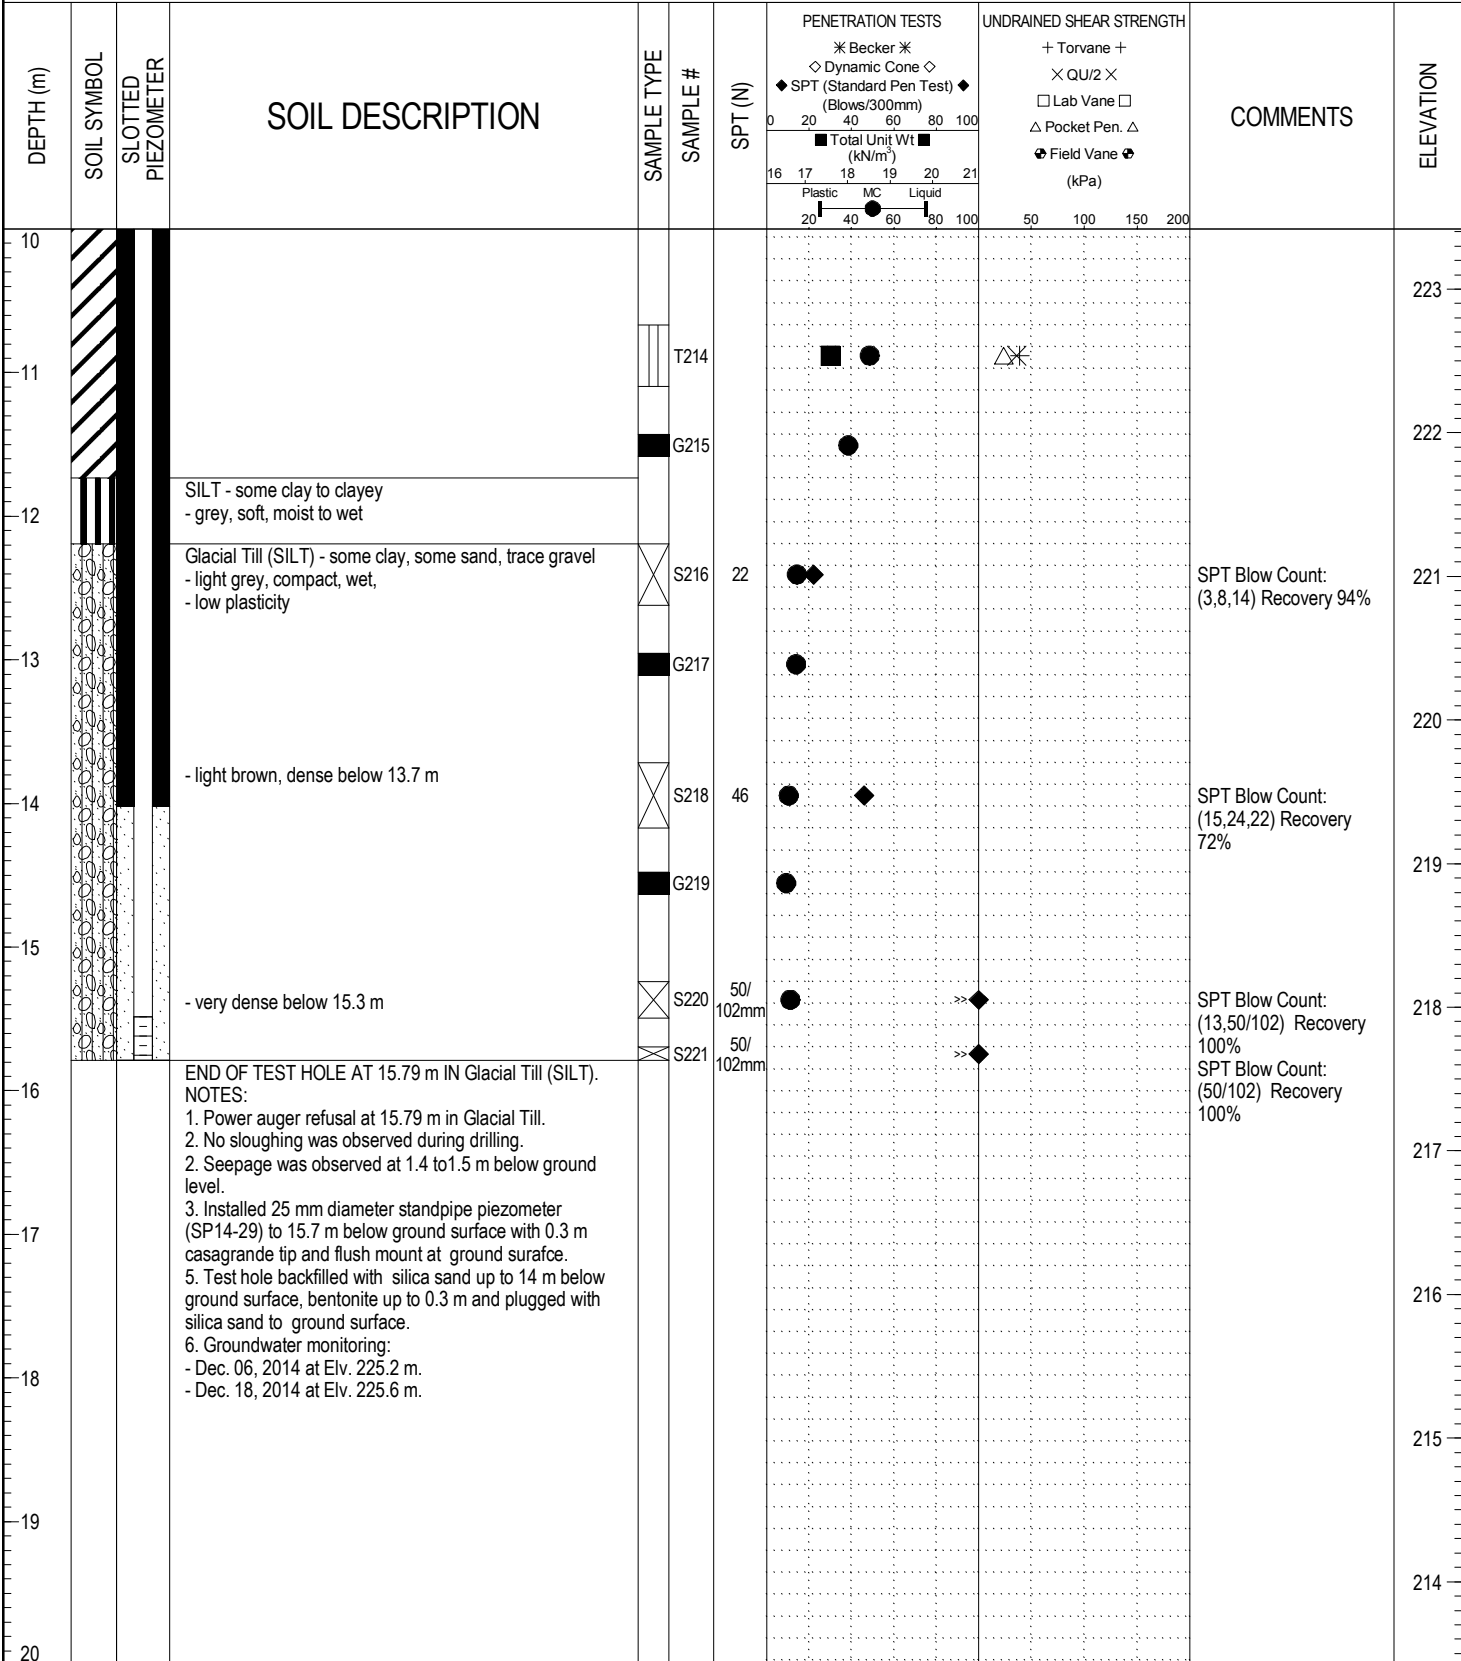 DEPTH (m)
SOIL SYMBOL
SLOTTED
PIEZOMETER
SOIL DESCRIPTION
SAMPLE TYPE
SAMPLE #
SPT (N)
PENETRATION TESTS
✳ Becker ✳
◇ Dynamic Cone ◇
◆ SPT (Standard Pen Test) ◆
(Blows/300mm)
0 20 40 60 80 100
■ Total Unit Wt ■
(kN/m³)
16 17 18 19 20 21
Plastic MC Liquid
20 40 60 80 100
UNDRAINED SHEAR STRENGTH
+ Torvane +
× QU/2 ×
□ Lab Vane □
△ Pocket Pen. △
Field Vane
(kPa)
50 100 150 200
COMMENTS
ELEVATION
10
223
T214
11
G215
222
SILT - some clay to clayey
- grey, soft, moist to wet
12
Glacial Till (SILT) - some clay, some sand, trace gravel
- light grey, compact, wet,
- low plasticity
S216
22
SPT Blow Count:
(3,8,14) Recovery 94%
221
13
G217
220
- light brown, dense below 13.7 m
S218
46
SPT Blow Count:
(15,24,22) Recovery
72%
14
219
G219
15
- very dense below 15.3 m
S220
50/
102mm
>>
SPT Blow Count:
(13,50/102) Recovery
100%
218
S221
50/
102mm
>>
SPT Blow Count:
(50/102) Recovery
100%
16
END OF TEST HOLE AT 15.79 m IN Glacial Till (SILT).
NOTES:
1. Power auger refusal at 15.79 m in Glacial Till.
2. No sloughing was observed during drilling.
2. Seepage was observed at 1.4 to1.5 m below ground
level.
3. Installed 25 mm diameter standpipe piezometer
(SP14-29) to 15.7 m below ground surface with 0.3 m
casagrande tip and flush mount at ground surafce.
5. Test hole backfilled with silica sand up to 14 m below
ground surface, bentonite up to 0.3 m and plugged with
silica sand to ground surface.
6. Groundwater monitoring:
- Dec. 06, 2014 at Elv. 225.2 m.
- Dec. 18, 2014 at Elv. 225.6 m.
217
17
216
18
215
19
214
20